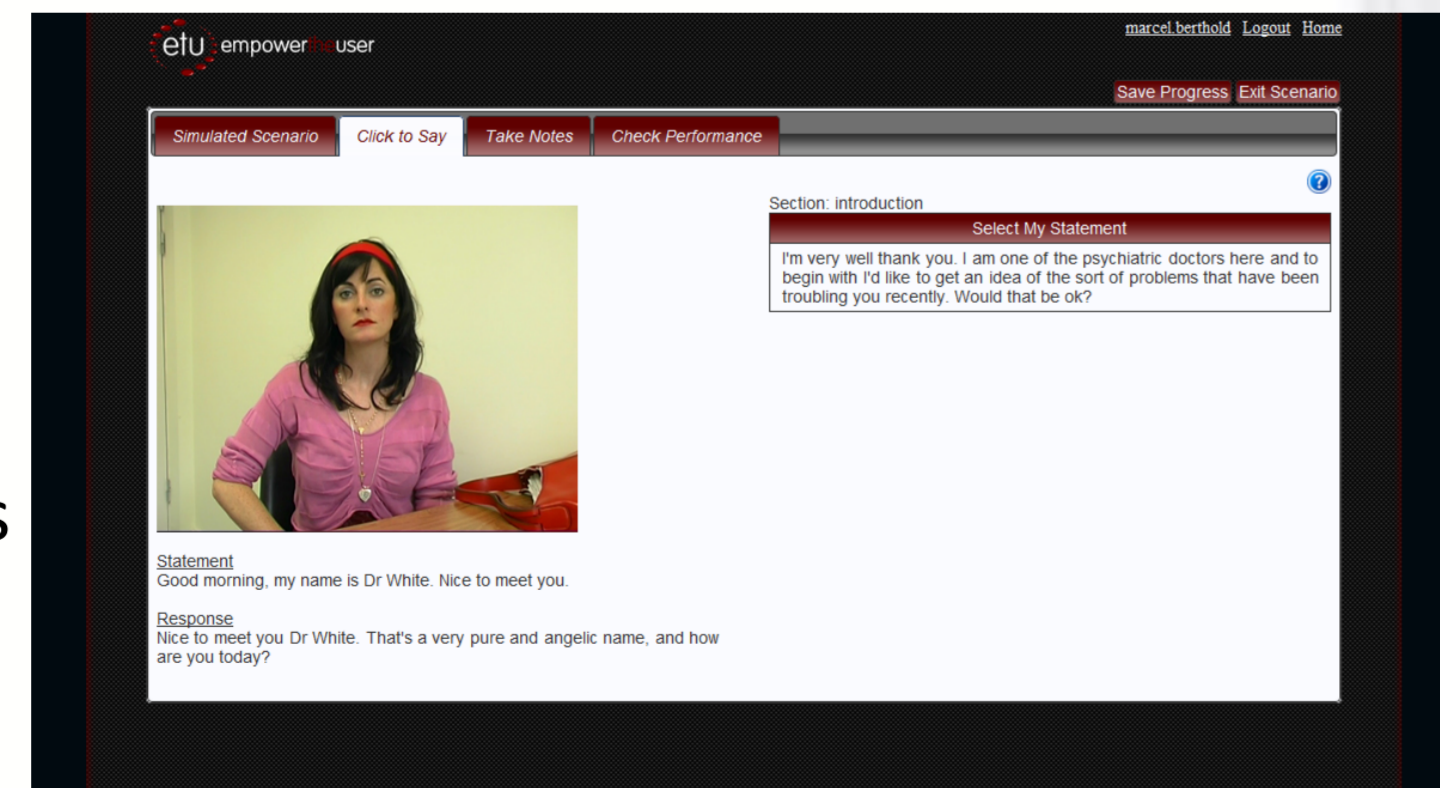 marcel.berthold Logout Home
etu empowertheuser
Save Progress Exit Scenario
Simulated Scenario Click to Say Take Notes Check Performance
?
Section: introduction
Select My Statement
I'm very well thank you. I am one of the psychiatric doctors here and to
begin with I'd like to get an idea of the sort of problems that have been
troubling you recently. Would that be ok?
s
Statement
Good morning, my name is Dr White. Nice to meet you.
Response
Nice to meet you Dr White. That's a very pure and angelic name, and how
are you today?